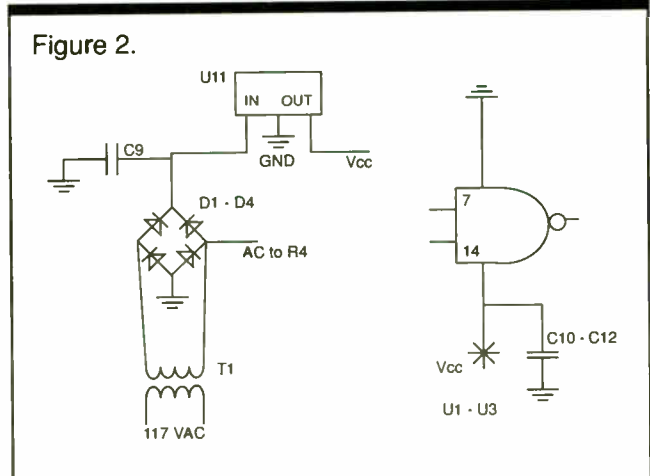 Figure 2.
U11
IN OUT
C9
GND
Vcc
D1 - D4
7
14
AC to R4
C10 - C12
T1
Vcc
U1 - U3
117 VAC